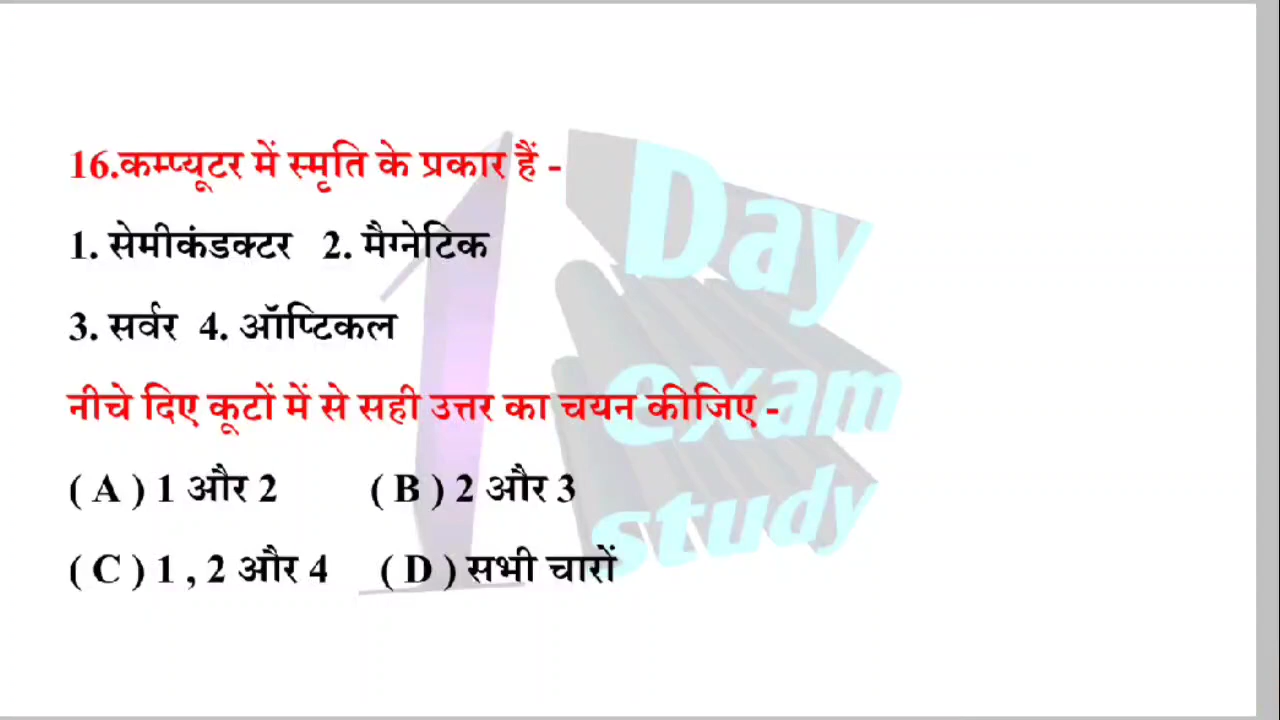 16.कम्प्यूटर में स्मृति के प्रकार हैं -
1. सेमीकंडक्टर 2. मैग्नेटिक
3. सर्वर 4. ऑप्टिकल
नीचे दिए कूटों में से सही उत्तर का चयन कीजिए -
( A ) 1 और 2 ( B ) 2 और 3
( C ) 1 , 2 और 4 ( D ) सभी चारों
1 Day
exam
study